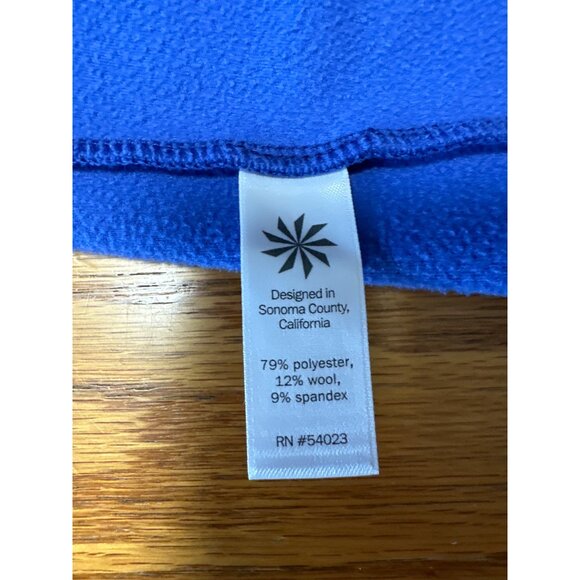 Designed in
Sonoma County,
California
79% polyester,
12% wool,
9% spandex
RN #54023